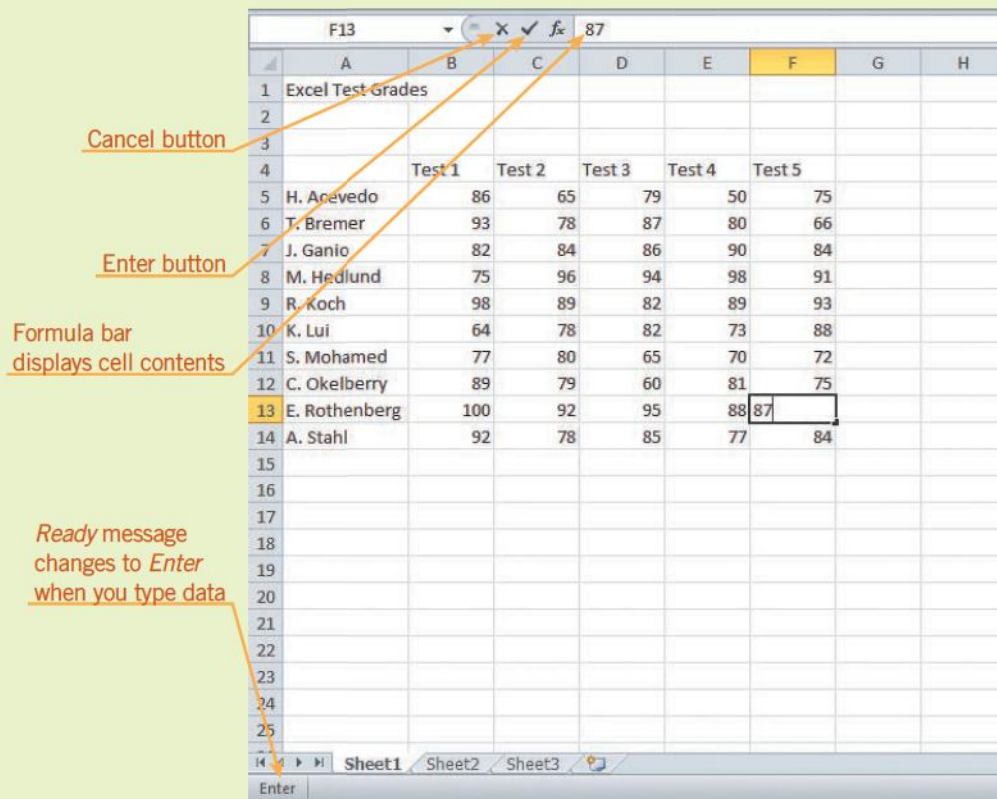 F13 fx 87
A B C D E F G H
1 Excel Test Grades
2
Cancel button
3
4 Test 1 Test 2 Test 3 Test 4 Test 5
5 H. Acevedo 86 65 79 50 75
6 T. Bremer 93 78 87 80 66
7 J. Ganio 82 84 86 90 84
Enter button
8 M. Hedlund 75 96 94 98 91
9 R. Koch 98 89 82 89 93
10 K. Lui 64 78 82 73 88
Formula bar
displays cell contents
11 S. Mohamed 77 80 65 70 72
12 C. Okelberry 89 79 60 81 75
13 E. Rothenberg 100 92 95 88 87
14 A. Stahl 92 78 85 77 84
15
16
17
18
Ready message
changes to Enter
when you type data
19
20
21
22
23
24
25
Sheet1 Sheet2 Sheet3
Enter